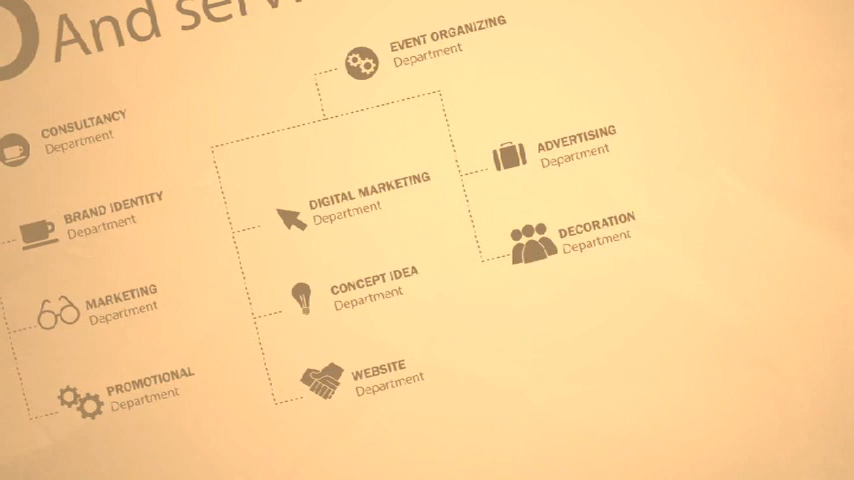 And serv
EVENT ORGANIZING
Department
CONSULTANCY
Department
BRAND IDENTITY
Department
MARKETING
Department
PROMOTIONAL
Department
DIGITAL MARKETING
Department
CONCEPT IDEA
Department
WEBSITE
Department
ADVERTISING
Department
DECORATION
Department